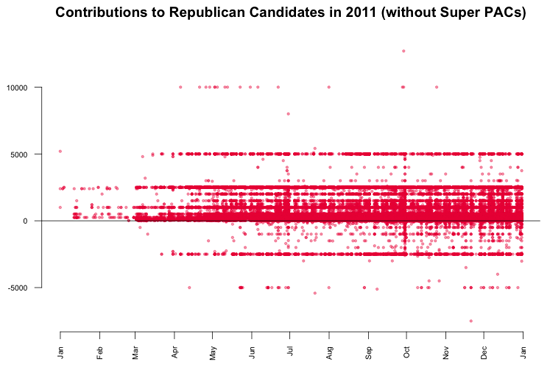 Contributions to Republican Candidates in 2011 (without Super PACs)
10000
5000
0
-5000
Jan Feb Mar Apr May Jun Jul Aug Sep Oct Nov Dec Jan